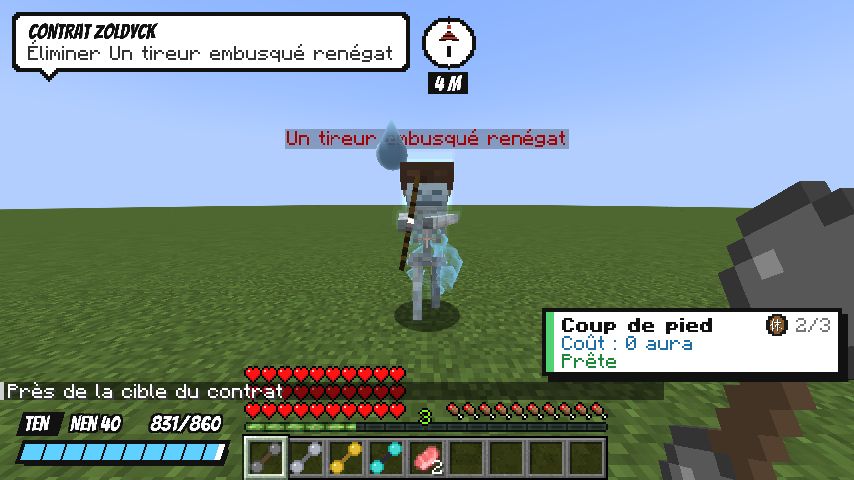 CONTRAT ZOLDYCK
Éliminer Un tireur embusqué renégat
4 M
Un tireur embusqué renégat
Coup de pied
2/3
Coût : 0 aura
Prête
Près de la cible du contrat
TEN
NEN 40
831/860
3
2